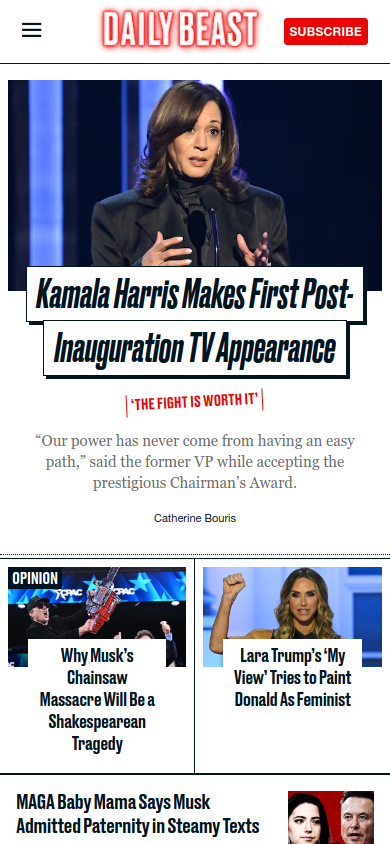 DAILY BEAST
SUBSCRIBE
Kamala Harris Makes First Post-
Inauguration TV Appearance
‘THE FIGHT IS WORTH IT’
“Our power has never come from having an easy
path,” said the former VP while accepting the
prestigious Chairman’s Award.
Catherine Bouris
OPINION
CPAC
Why Musk’s
Chainsaw
Massacre Will Be a
Shakespearean
Tragedy
Lara Trump’s ‘My
View’ Tries to Paint
Donald As Feminist
MAGA Baby Mama Says Musk
Admitted Paternity in Steamy Texts